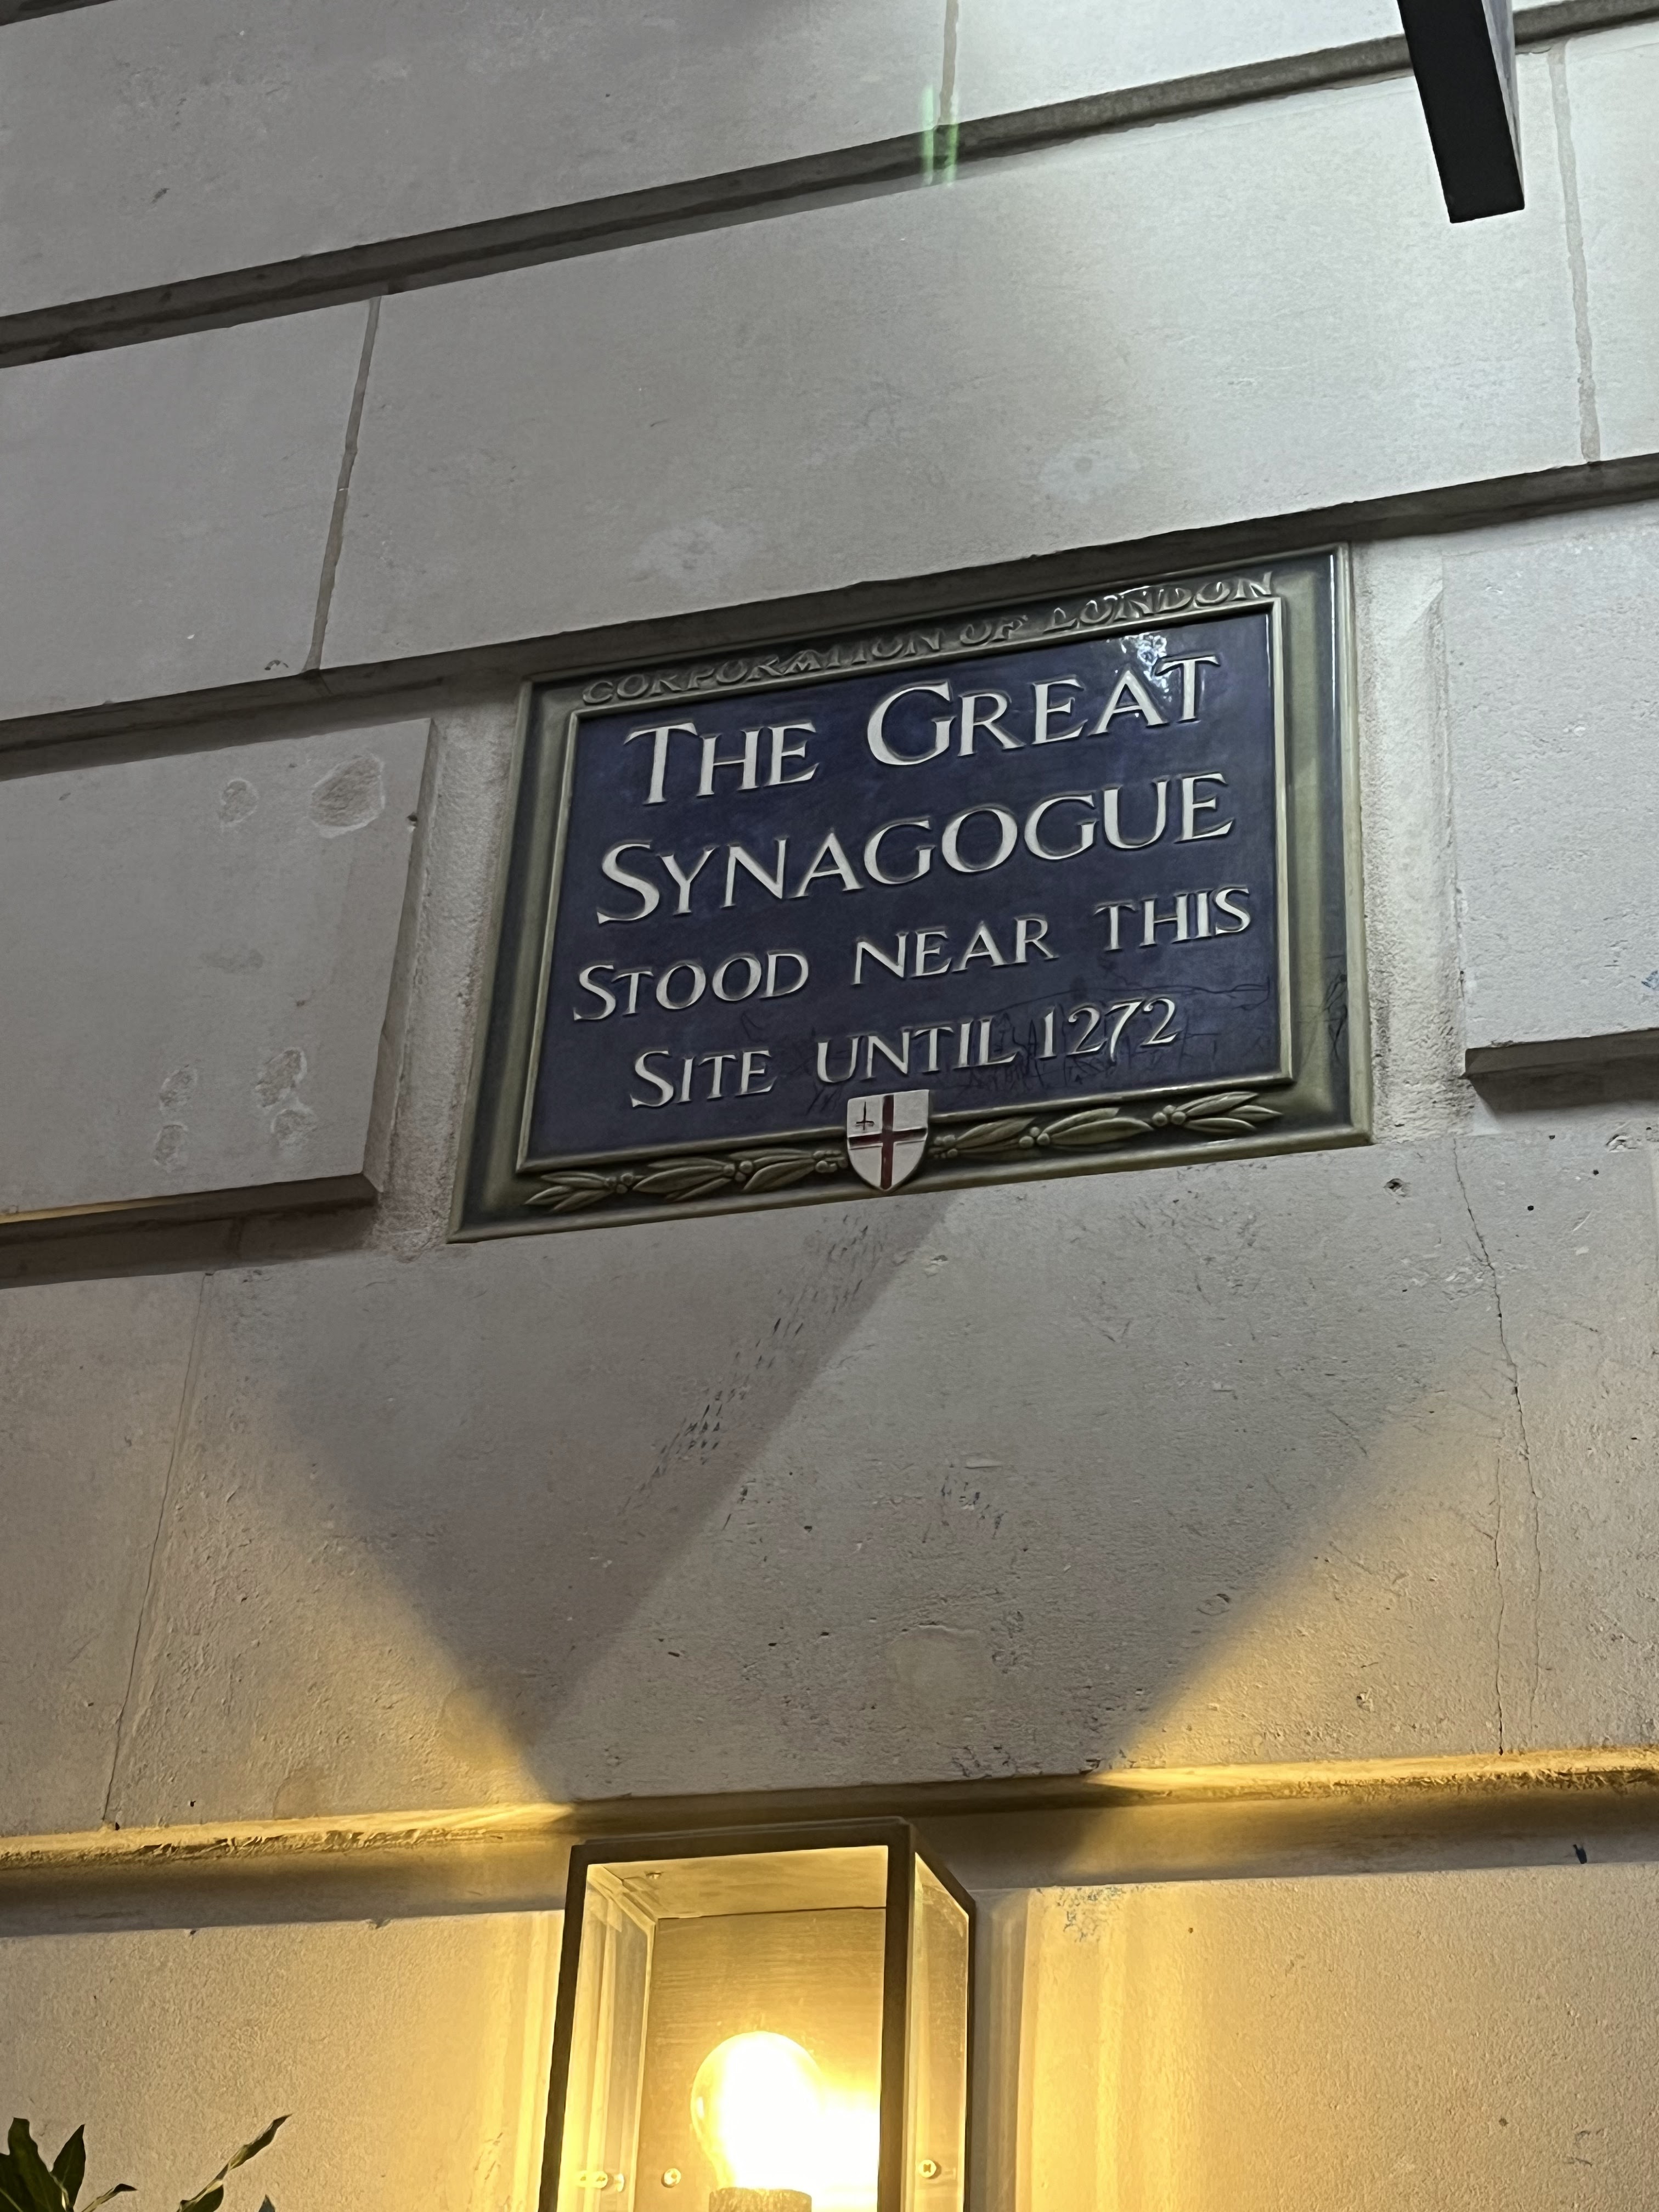 CORPORATION OF LONDON
THE GREAT
SYNAGOGUE
STOOD NEAR THIS
SITE UNTIL 1272